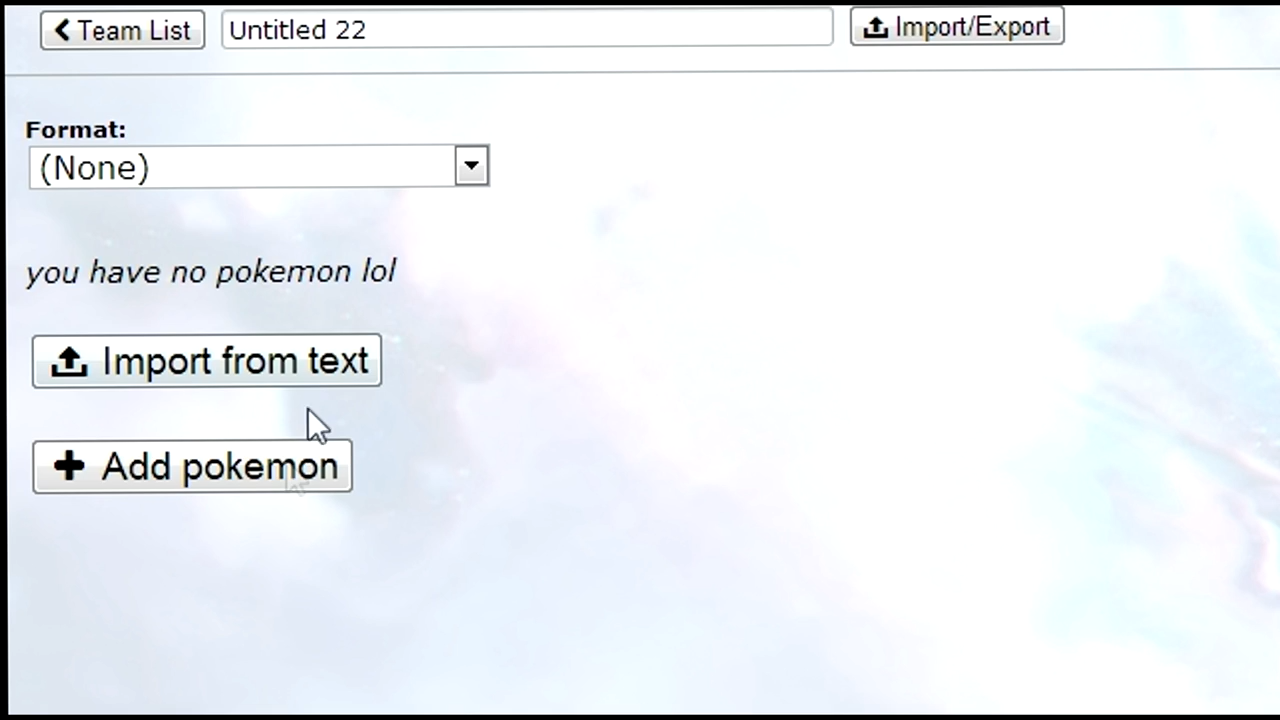 Team List
Untitled 22
Import/Export
Format:
(None)
you have no pokemon lol
Import from text
Add pokemon